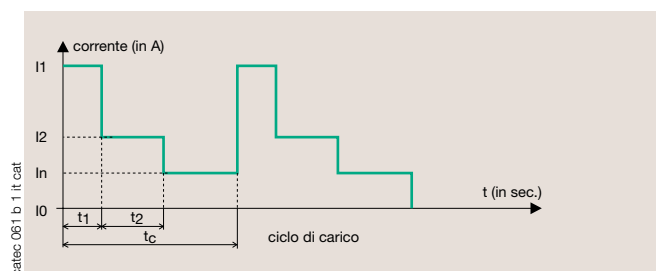 corrente (in A)
I1
I2
In
I0
t (in sec.)
t1
t2
tc
ciclo di carico
catec 061 b 1 it cat